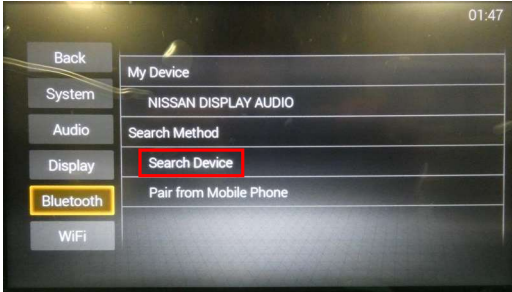 01:47
Back
My Device
System
NISSAN DISPLAY AUDIO
Audio
Search Method
Display
Search Device
Bluetooth
Pair from Mobile Phone
WiFi